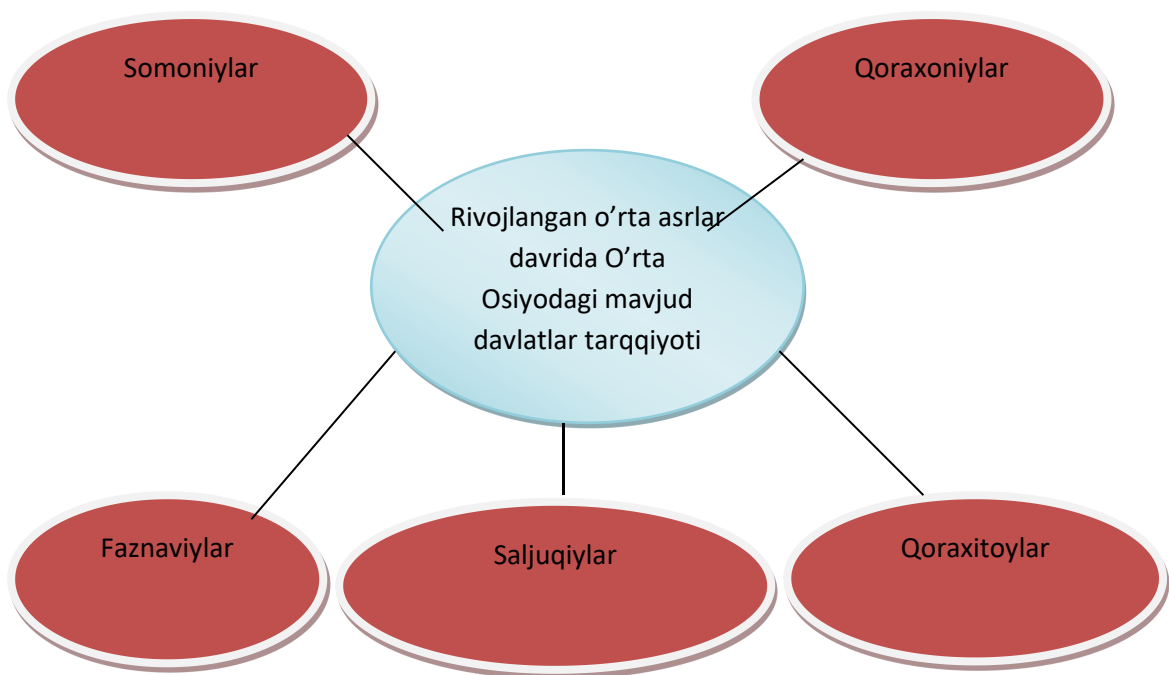 Somoniylar
Qoraxoniylar
Rivojlangan o’rta asrlar
davrida O’rta
Osiyodagi mavjud
davlatlar tarqqiyoti
Faznaviylar
Saljuqiylar
Qoraxitoylar